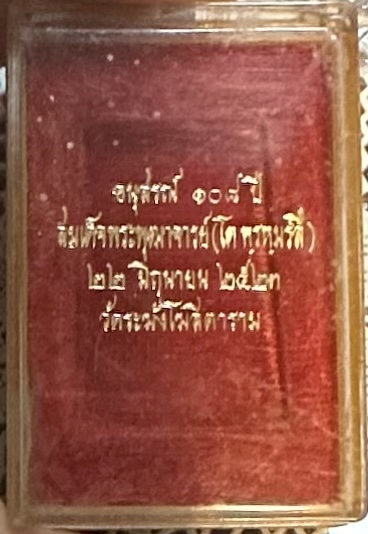 อนุสรณ์ ๑๐๘ ปี
สมเด็จพระพุฒาจารย์(โต พฺรหฺมรํสี)
๒๒ มิถุนายน ๒๕๒๓
วัดระฆังโฆสิตาราม